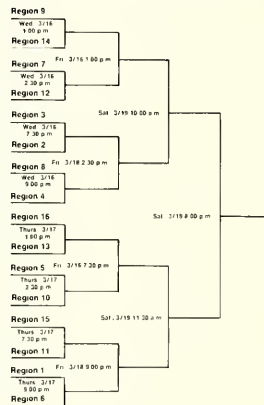 Region 9
Wed 3/16
1:00 p m
Region 14
Fri 3/16 1 00 p m
Region 7
Wed 3/16
2 30 p m
Region 12
Sat 3/19 10 00 a m
Region 3
Wed 3/16
7 30 p m
Region 2
Fri 3/18 2 30 p m
Region 8
Wed 3/16
9:00 p m
Region 4
Sat 3/19 8 00 p m
Region 16
Thurs 3/17
1 00 p m
Region 13
Fri 3/16 7 30 p m
Region 5
Thurs 3/17
2 30 p m
Region 10
Sat, 3/19 11 30 a m
Region 15
Thurs 3/17
7 30 p m
Region 11
Fri 3/18 9 00 p m
Region 1
Thurs 3/17
9 00 p m
Region 6